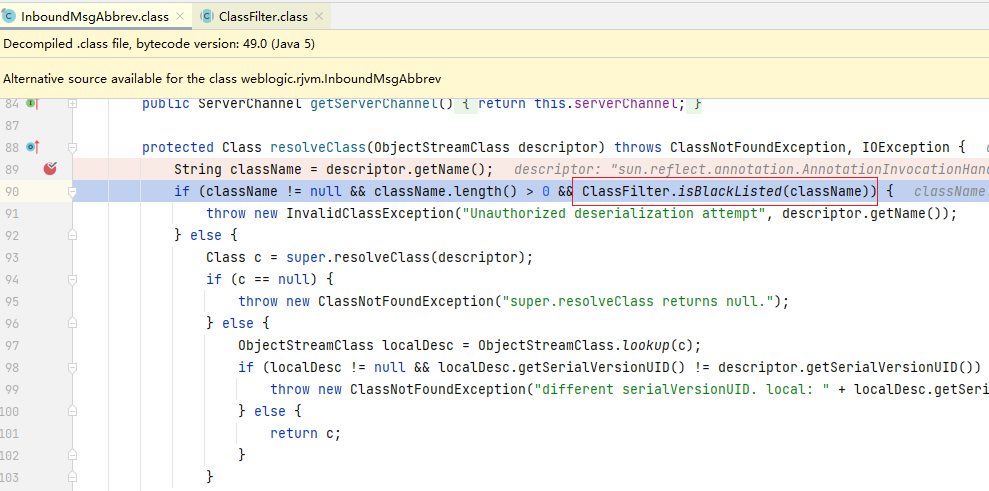 InboundMsgAbbrev.class × ClassFilter.class ×
Decompiled .class file, bytecode version: 49.0 (Java 5)
Alternative source available for the class weblogic.rjvm.InboundMsgAbbrev
84 public ServerChannel getServerChannel() { return this.serverChannel; }
87
88 protected Class resolveClass(ObjectStreamClass descriptor) throws ClassNotFoundException, IOException {
89 String className = descriptor.getName(); descriptor: "sun.reflect.annotation.AnnotationInvocationHand
90 if (className != null && className.length() > 0 && ClassFilter.isBlackListed(className)) { className
91 throw new InvalidClassException("Unauthorized deserialization attempt", descriptor.getName());
92 } else {
93 Class c = super.resolveClass(descriptor);
94 if (c == null) {
95 throw new ClassNotFoundException("super.resolveClass returns null.");
96 } else {
97 ObjectStreamClass localDesc = ObjectStreamClass.lookup(c);
98 if (localDesc != null && localDesc.getSerialVersionUID() != descriptor.getSerialVersionUID())
99 throw new ClassNotFoundException("different serialVersionUID. local: " + localDesc.getSeri
100 } else {
101 return c;
102 }
103 }